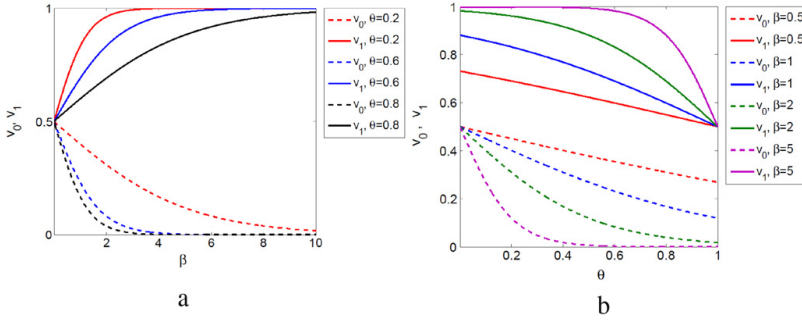 1
0.5
0
0 2 4 6 8 10
β
v0, v1
v0, θ=0.2
v1, θ=0.2
v0, θ=0.6
v1, θ=0.6
v0, θ=0.8
v1, θ=0.8
a
1
0.8
0.6
0.4
0.2
0
0.2 0.4 0.6 0.8 1
θ
v0, v1
v0, β=0.5
v1, β=0.5
v0, β=1
v1, β=1
v0, β=2
v1, β=2
v0, β=5
v1, β=5
b